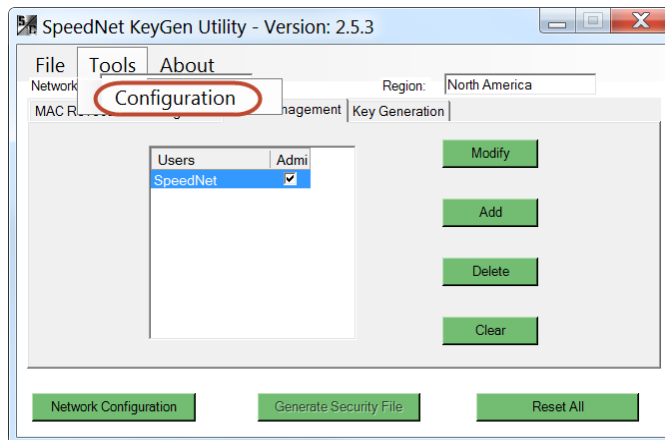 SpeedNet KeyGen Utility - Version: 2.5.3
File Tools About
Network Region: North America
Configuration
MAC nagement Key Generation
Users Admi
SpeedNet
Modify
Add
Delete
Clear
Network Configuration Generate Security File Reset All